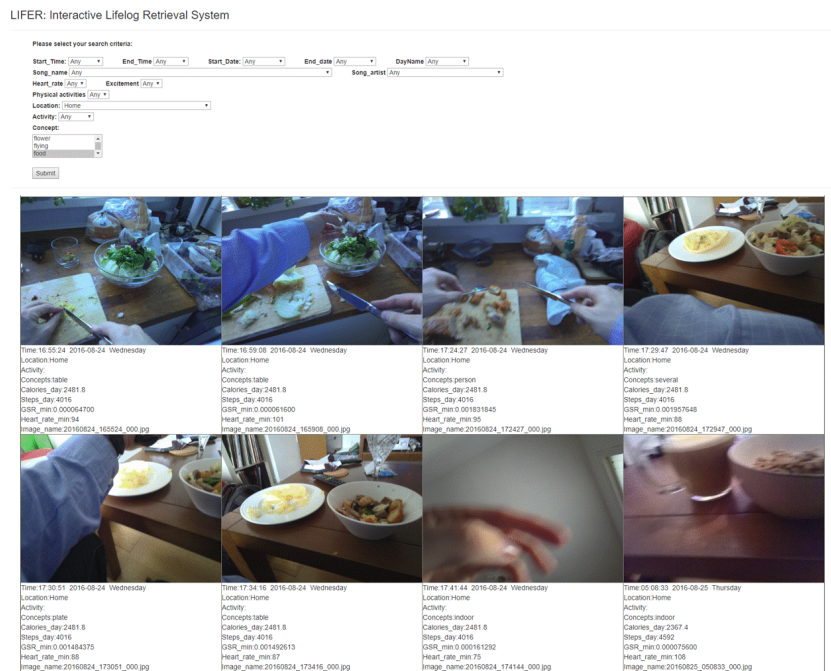 LIFER: Interactive Lifelog Retrieval System
Please select your search criteria:
Start_Time: Any End_Time Any Start_Date: Any End_date Any DayName Any
Song_name Any Song_artist Any
Heart_rate Any Excitement Any
Physical activities Any
Location: Home
Activity: Any
Concept:
flower
flying
food
Submit
Time:16:55:24 2016-08-24 Wednesday
Location:Home
Activity:
Concepts:table
Calories_day:2481.8
Steps_day:4016
GSR_min:0.000064700
Heart_rate_min:94
Image_name:20160824_165524_000.jpg
Time:16:59:08 2016-08-24 Wednesday
Location:Home
Activity:
Concepts:table
Calories_day:2481.8
Steps_day:4016
GSR_min:0.000061600
Heart_rate_min:101
Image_name:20160824_165908_000.jpg
Time:17:24:27 2016-08-24 Wednesday
Location:Home
Activity:
Concepts:person
Calories_day:2481.8
Steps_day:4016
GSR_min:0.001831845
Heart_rate_min:95
Image_name:20160824_172427_000.jpg
Time:17:29:47 2016-08-24 Wednesday
Location:Home
Activity:
Concepts:several
Calories_day:2481.8
Steps_day:4016
GSR_min:0.001957648
Heart_rate_min:88
Image_name:20160824_172947_000.jpg
Time:17:30:51 2016-08-24 Wednesday
Location:Home
Activity:
Concepts:plate
Calories_day:2481.8
Steps_day:4016
GSR_min:0.001484375
Heart_rate_min:88
Image_name:20160824_173051_000.jpg
Time:17:34:16 2016-08-24 Wednesday
Location:Home
Activity:
Concepts:table
Calories_day:2481.8
Steps_day:4016
GSR_min:0.001492613
Heart_rate_min:87
Image_name:20160824_173416_000.jpg
Time:17:41:44 2016-08-24 Wednesday
Location:Home
Activity:
Concepts:indoor
Calories_day:2481.8
Steps_day:4016
GSR_min:0.000161292
Heart_rate_min:75
Image_name:20160824_174144_000.jpg
Time:05:08:33 2016-08-25 Thursday
Location:Home
Activity:
Concepts:indoor
Calories_day:2367.4
Steps_day:4592
GSR_min:0.000075600
Heart_rate_min:108
Image_name:20160825_050833_000.jpg